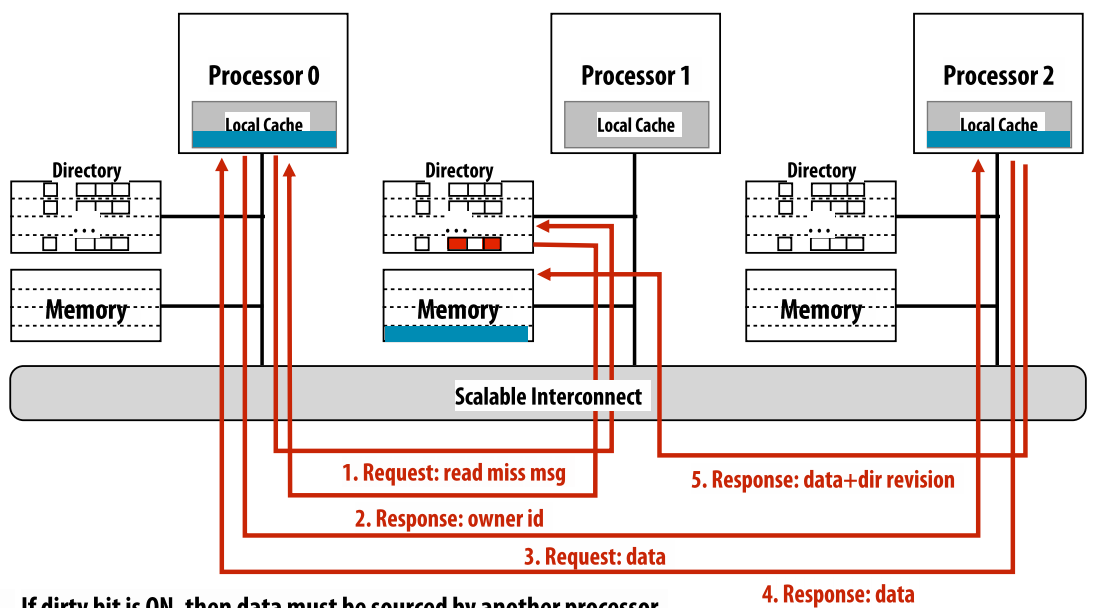 Processor 0
Processor 1
Processor 2
Local Cache
Local Cache
Local Cache
Directory
Directory
Directory
...
...
...
Memory
Memory
Memory
Scalable Interconnect
1. Request: read miss msg
5. Response: data+dir revision
2. Response: owner id
3. Request: data
4. Response: data
If dirty bit is ON, then data must be sourced by another processor